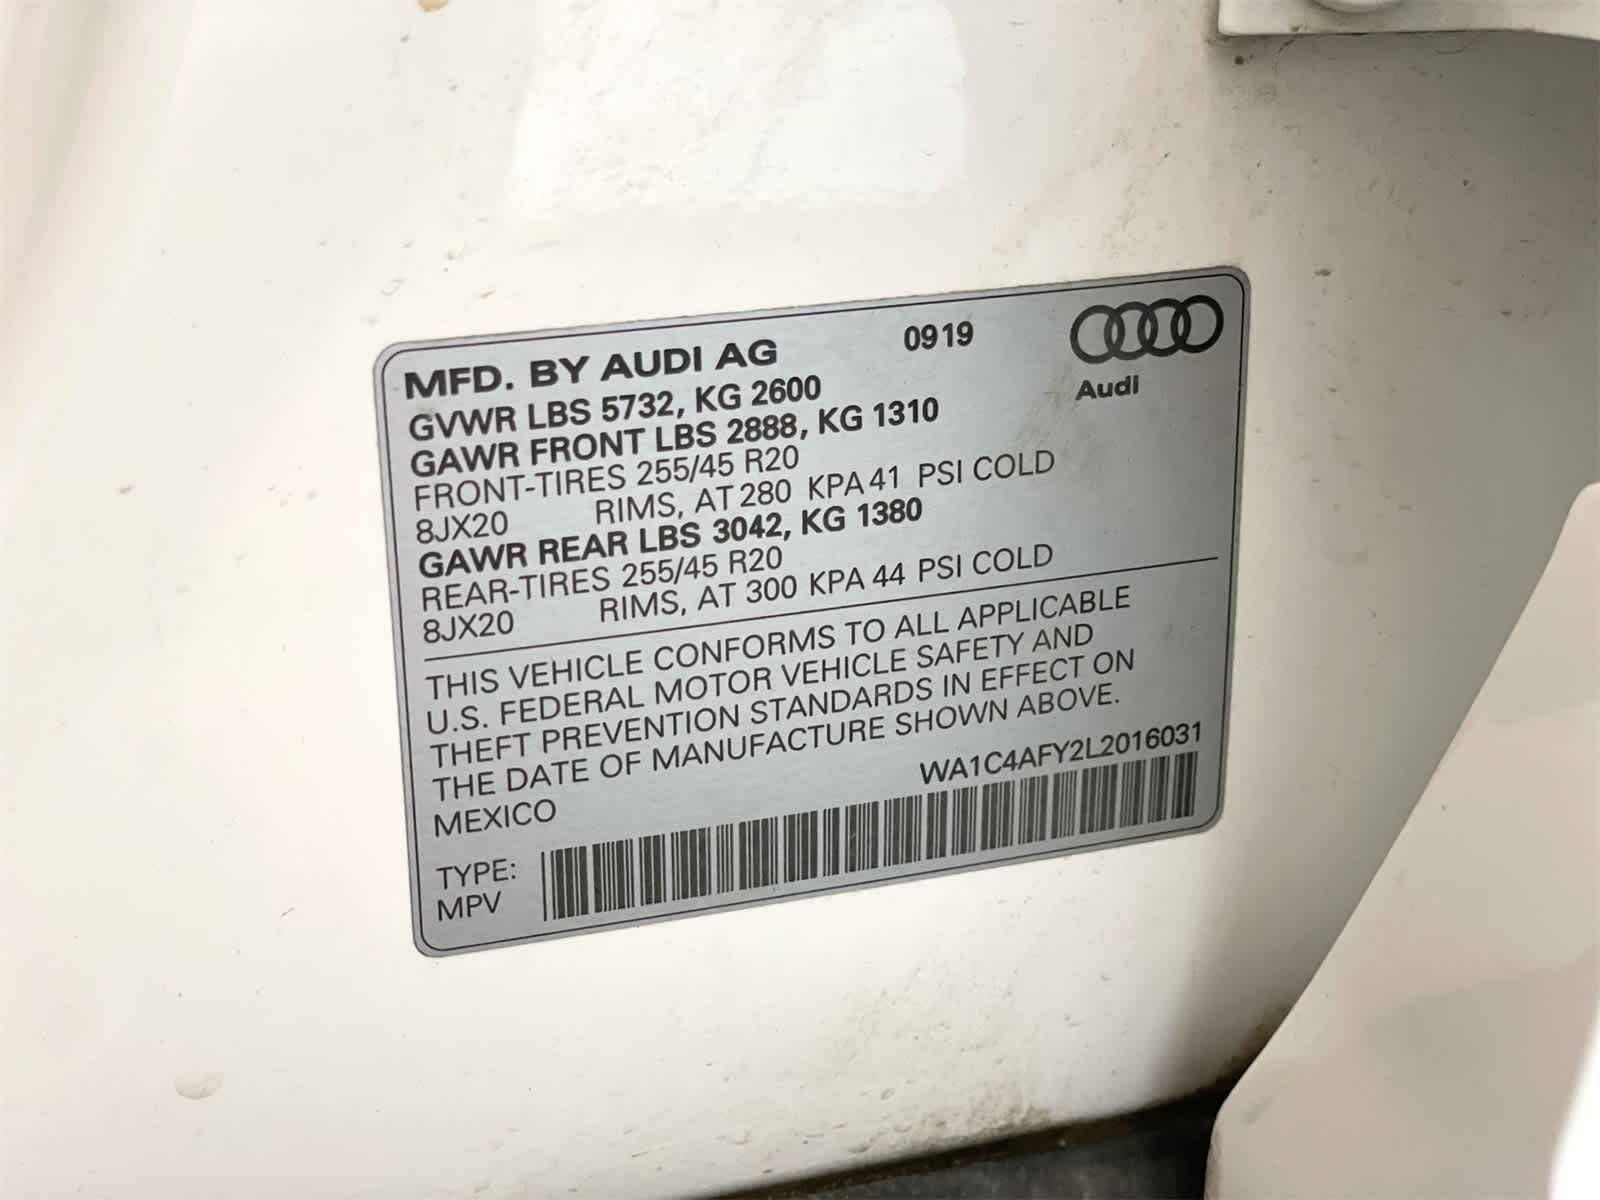 MFD. BY AUDI AG 0919
Audi
GVWR LBS 5732, KG 2600
GAWR FRONT LBS 2888, KG 1310
FRONT-TIRES 255/45 R20
8JX20 RIMS, AT 280 KPA 41 PSI COLD
GAWR REAR LBS 3042, KG 1380
REAR-TIRES 255/45 R20
8JX20 RIMS, AT 300 KPA 44 PSI COLD
THIS VEHICLE CONFORMS TO ALL APPLICABLE
U.S. FEDERAL MOTOR VEHICLE SAFETY AND
THEFT PREVENTION STANDARDS IN EFFECT ON
THE DATE OF MANUFACTURE SHOWN ABOVE.
MEXICO WA1C4AFY2L2016031
TYPE:
MPV